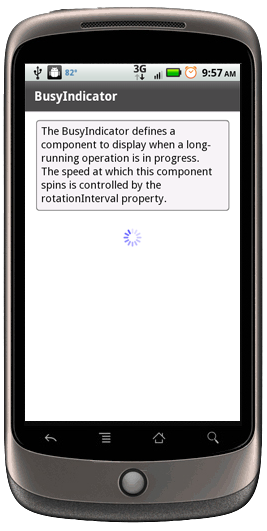 82° 3G 9:57 AM
BusyIndicator
The BusyIndicator defines a
component to display when a long-
running operation is in progress.
The speed at which this component
spins is controlled by the
rotationInterval property.